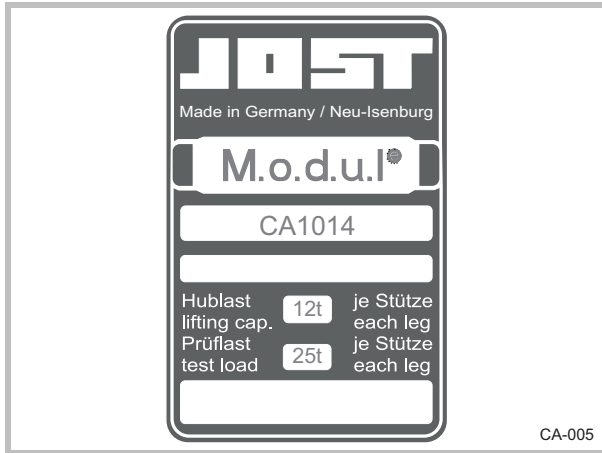 JOST
Made in Germany / Neu-Isenburg
M.o.d.u.l®
CA1014
Hublast 12t je Stütze
lifting cap. each leg
Prüflast 25t je Stütze
test load each leg
CA-005